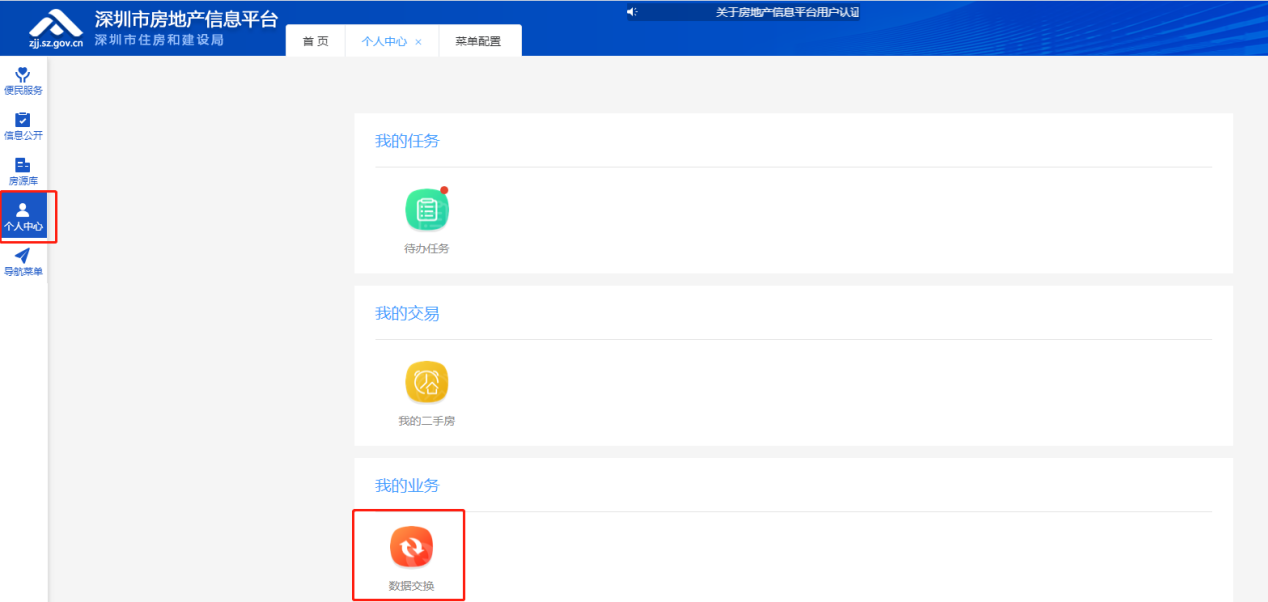 深圳市房地产信息平台
zjj.sz.gov.cn 深圳市住房和建设局
关于房地产信息平台用户认证
首 页 个人中心 × 菜单配置
便民服务
信息公开
房源库
个人中心
导航菜单
我的任务
待办任务
我的交易
我的二手房
我的业务
数据交换